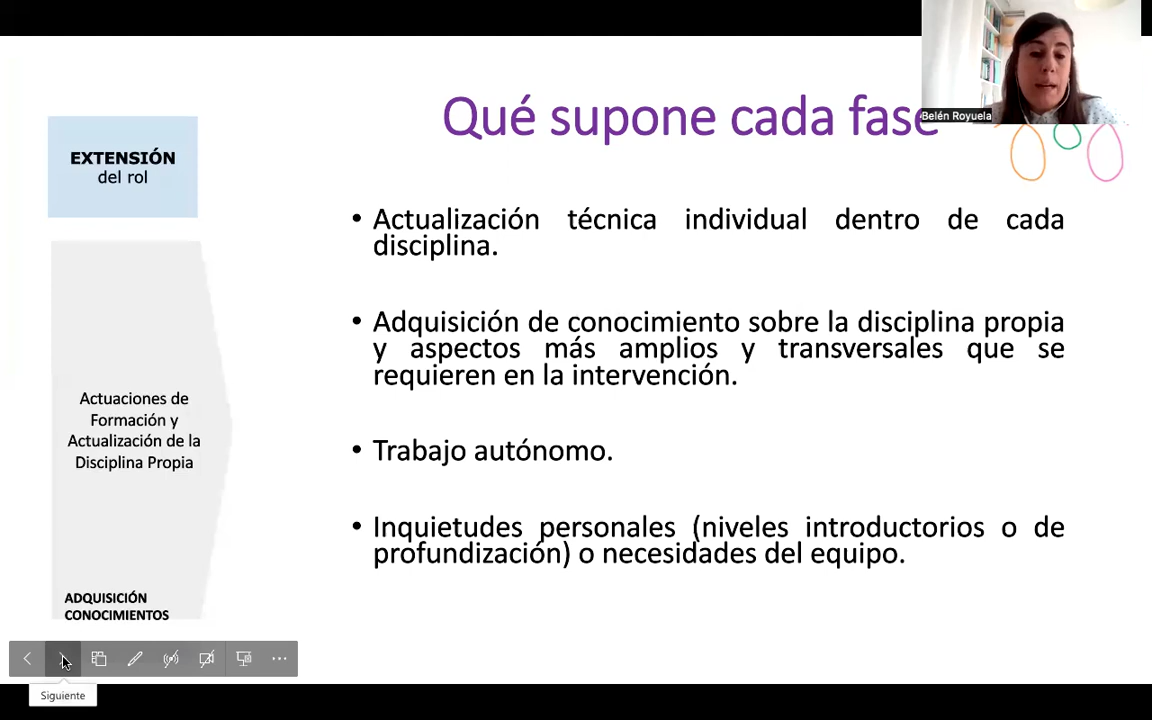 Belén Royuela
Qué supone cada fase
EXTENSIÓN
del rol
• Actualización técnica individual dentro de cada
disciplina.
• Adquisición de conocimiento sobre la disciplina propia
y aspectos más amplios y transversales que se
requieren en la intervención.
• Trabajo autónomo.
• Inquietudes personales (niveles introductorios o de
profundización) o necesidades del equipo.
Actuaciones de
Formación y
Actualización de la
Disciplina Propia
ADQUISICIÓN
CONOCIMIENTOS
Siguiente